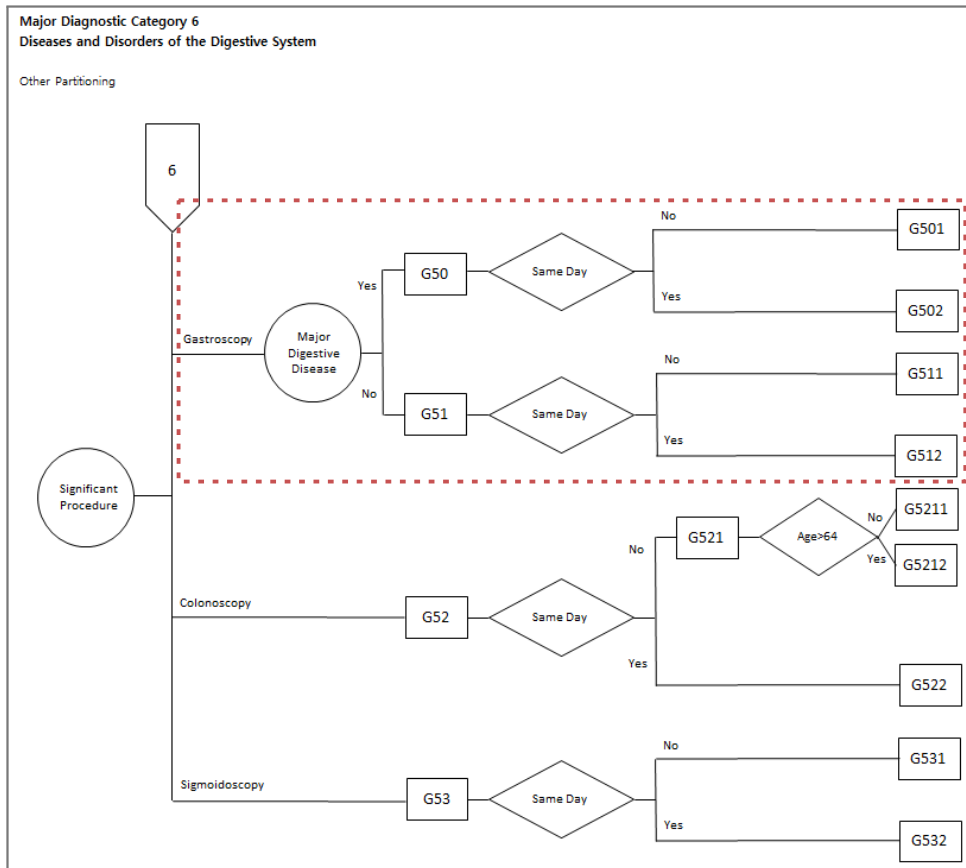 Major Diagnostic Category 6
Diseases and Disorders of the Digestive System
Other Partitioning
6
No
G501
Yes
G50
Same Day
Yes
G502
Gastroscopy
Major
Digestive
Disease
No
G511
No
G51
Same Day
Yes
G512
Significant
Procedure
G5211
No
G521
Age>64
No
Yes
G5212
Colonoscopy
G52
Same Day
Yes
G522
No
G531
Sigmoidoscopy
G53
Same Day
Yes
G532